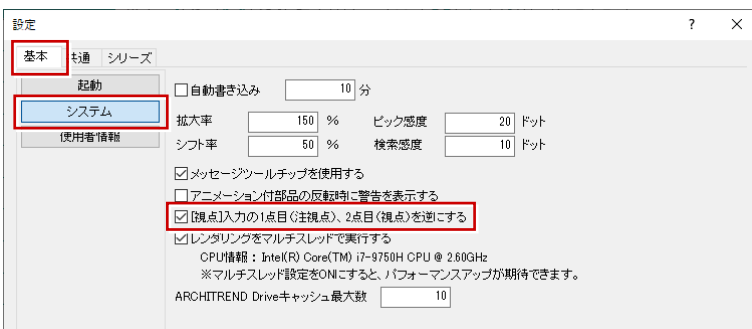 設定 ? ×
基本 共通 シリーズ
起動
システム
使用者情報
□自動書き込み 10 分
拡大率 150 % ピック感度 20 ドット
シフト率 50 % 検索感度 10 ドット
☑メッセージツールチップを使用する
□アニメーション付部品の反転時に警告を表示する
☑[視点]入力の1点目(注視点)、2点目(視点)を逆にする
☑レンダリングをマルチスレッドで実行する
CPU情報: Intel(R) Core(TM) i7-9750H CPU @ 2.60GHz
※マルチスレッド設定をONにすると、パフォーマンスアップが期待できます。
ARCHITREND Driveキャッシュ最大数 10